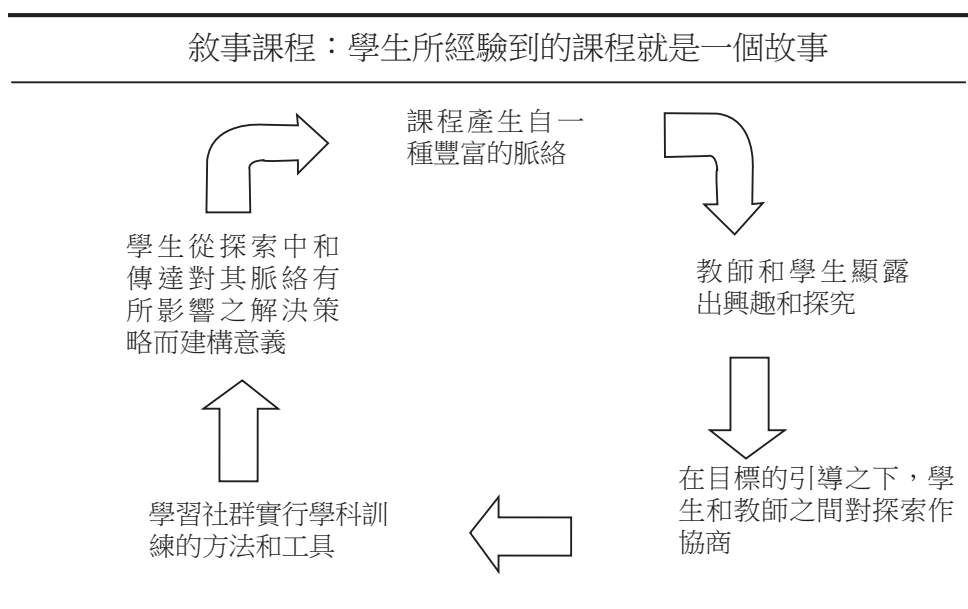 敘事課程：學生所經驗到的課程就是一個故事
課程產生自一
種豐富的脈絡
教師和學生顯露
出興趣和探究
在目標的引導之下，學
生和教師之間對探索作
協商
學習社群實行學科訓
練的方法和工具
學生從探索中和
傳達對其脈絡有
所影響之解決策
略而建構意義